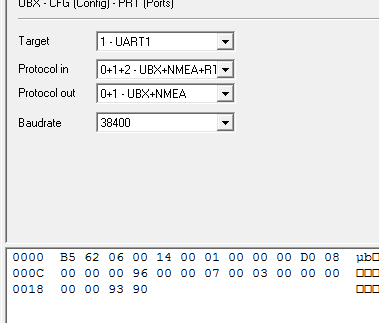 UBX - CFG (Config) - PRT (Ports)
Target 1 - UART1
Protocol in 0+1+2 - UBX+NMEA+RT
Protocol out 0+1 - UBX+NMEA
Baudrate 38400
0000 B5 62 06 00 14 00 01 00 00 00 D0 08 µb□
000C 00 00 00 96 00 00 07 00 03 00 00 00 □□□
0018 00 00 93 90 □□□